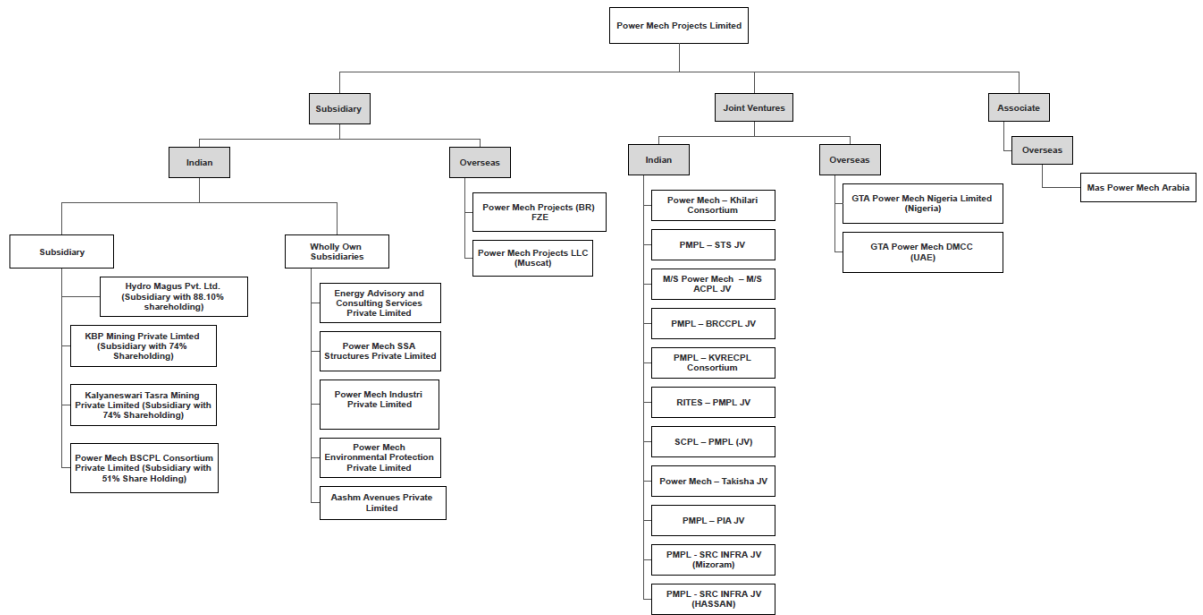 Power Mech Projects Limited
Subsidiary
Joint Ventures
Associate
Indian
Overseas
Indian
Overseas
Overseas
Subsidiary
Hydro Magus Pvt. Ltd.
(Subsidiary with 88.10%
shareholding)
KBP Mining Private Limted
(Subsidiary with 74%
Shareholding)
Kalyaneswari Tasra Mining
Private Limited (Subsidiary with
74% Shareholding)
Power Mech BSCPL Consortium
Private Limited (Subsidiary with
51% Share Holding)
Wholly Own
Subsidiaries
Energy Advisory and
Consulting Services
Private Limited
Power Mech SSA
Structures Private Limited
Power Mech Industri
Private Limited
Power Mech
Environmental Protection
Private Limited
Aashm Avenues Private
Limited
Power Mech Projects (BR)
FZE
Power Mech Projects LLC
(Muscat)
Power Mech – Khilari
Consortium
PMPL – STS JV
M/S Power Mech – M/S
ACPL JV
PMPL – BRCCPL JV
PMPL – KVRECPL
Consortium
RITES – PMPL JV
SCPL – PMPL (JV)
Power Mech – Takisha JV
PMPL – PIA JV
PMPL - SRC INFRA JV
(Mizoram)
PMPL - SRC INFRA JV
(HASSAN)
GTA Power Mech Nigeria Limited
(Nigeria)
GTA Power Mech DMCC
(UAE)
Mas Power Mech Arabia